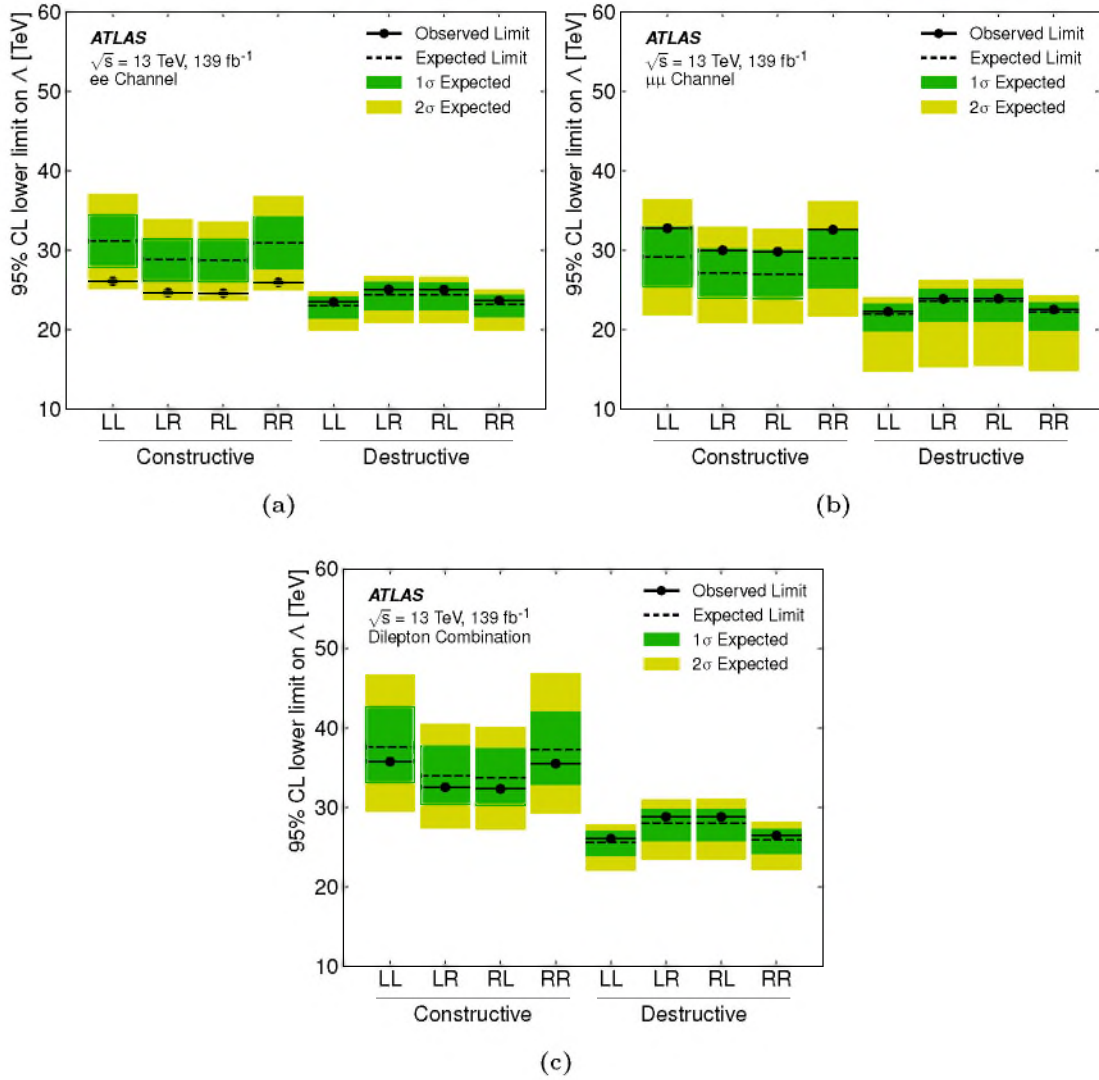 60
50
40
30
20
10
95% CL lower limit on Λ [TeV]
ATLAS
√s = 13 TeV, 139 fb⁻¹
ee Channel
Observed Limit
Expected Limit
1σ Expected
2σ Expected
LL LR RL RR LL LR RL RR
Constructive Destructive
(a)
60
50
40
30
20
10
95% CL lower limit on Λ [TeV]
ATLAS
√s = 13 TeV, 139 fb⁻¹
μμ Channel
Observed Limit
Expected Limit
1σ Expected
2σ Expected
LL LR RL RR LL LR RL RR
Constructive Destructive
(b)
60
50
40
30
20
10
95% CL lower limit on Λ [TeV]
ATLAS
√s = 13 TeV, 139 fb⁻¹
Dilepton Combination
Observed Limit
Expected Limit
1σ Expected
2σ Expected
LL LR RL RR LL LR RL RR
Constructive Destructive
(c)